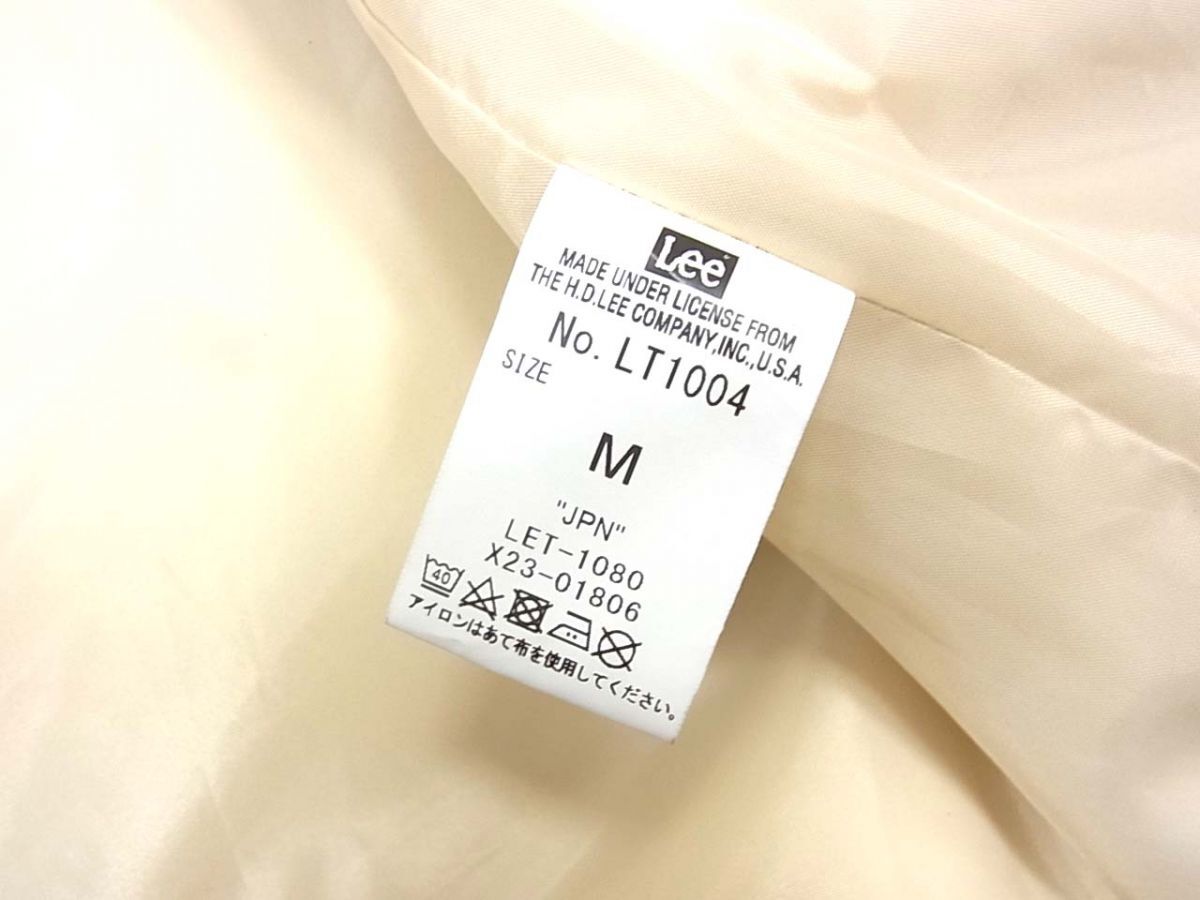 Lee
MADE UNDER LICENSE FROM
THE H.D.LEE COMPANY,INC.,U.S.A.
No. LT1004
SIZE
M
"JPN"
LET-1080
X23-01806
40
アイロンはあて布を使用してください。